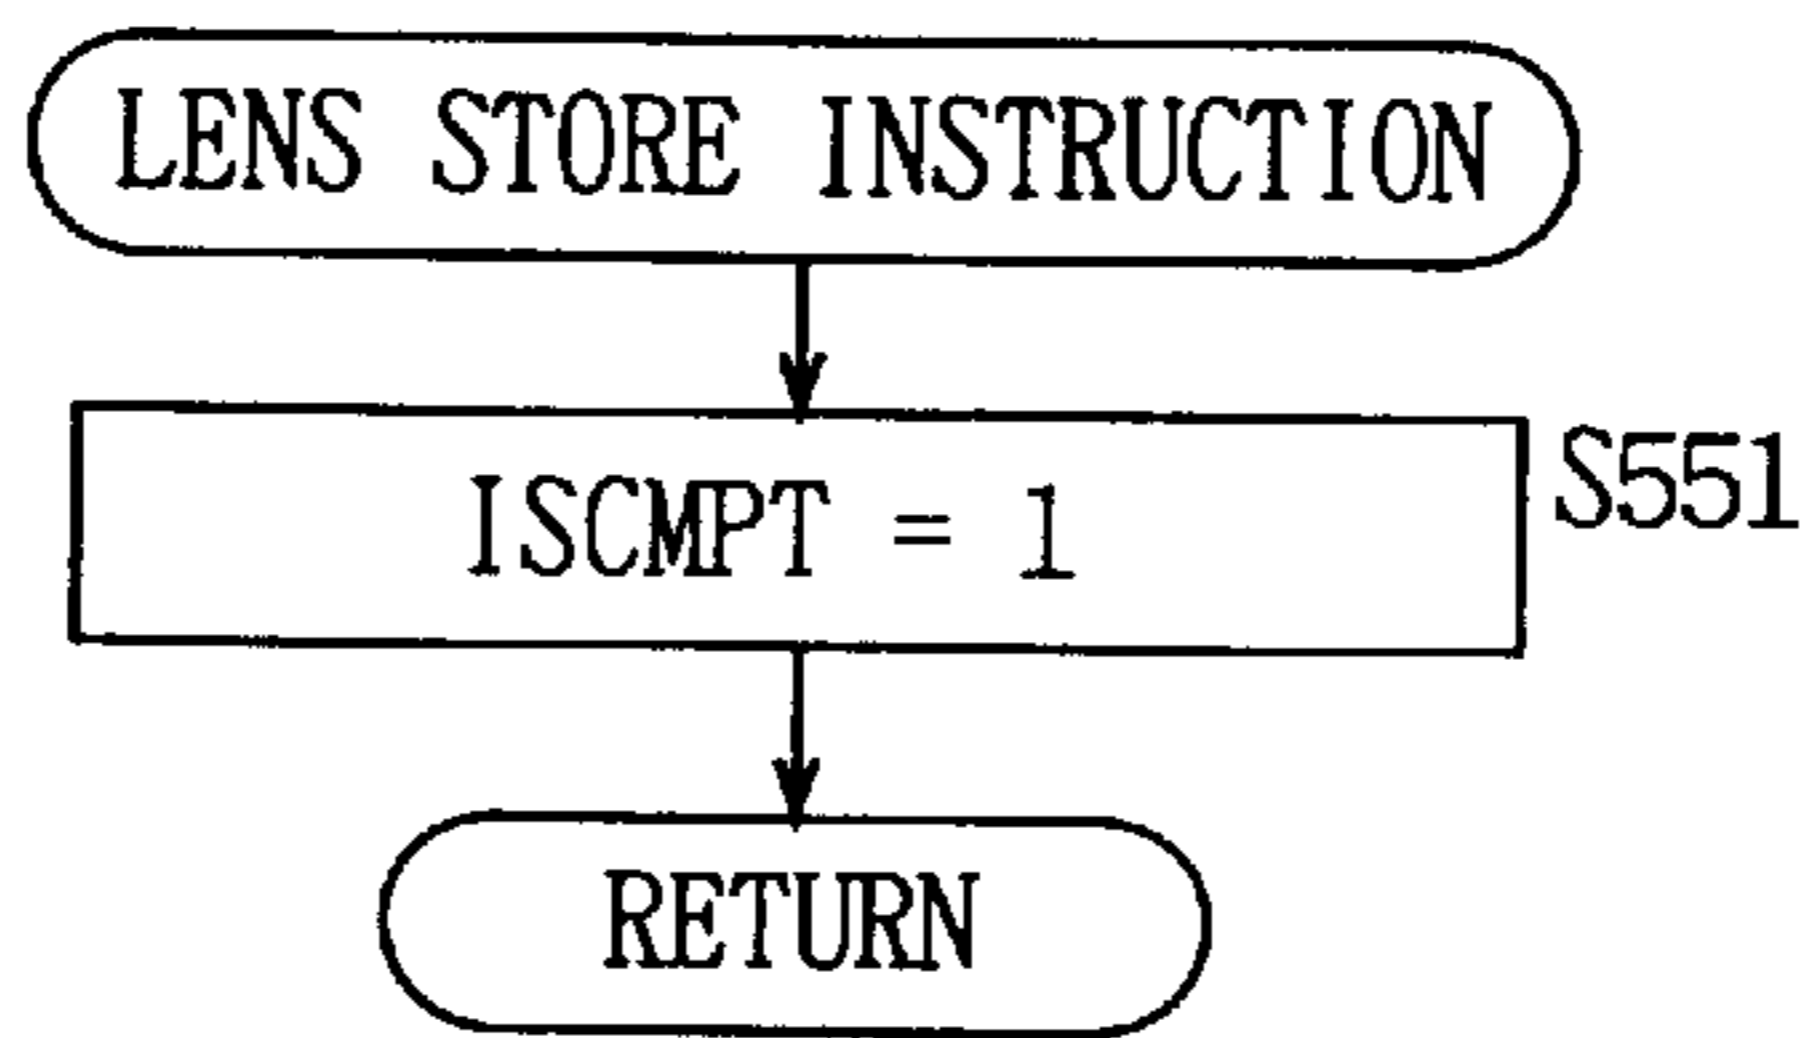 LENS STORE INSTRUCTION
ISCMPT = 1
S551
RETURN